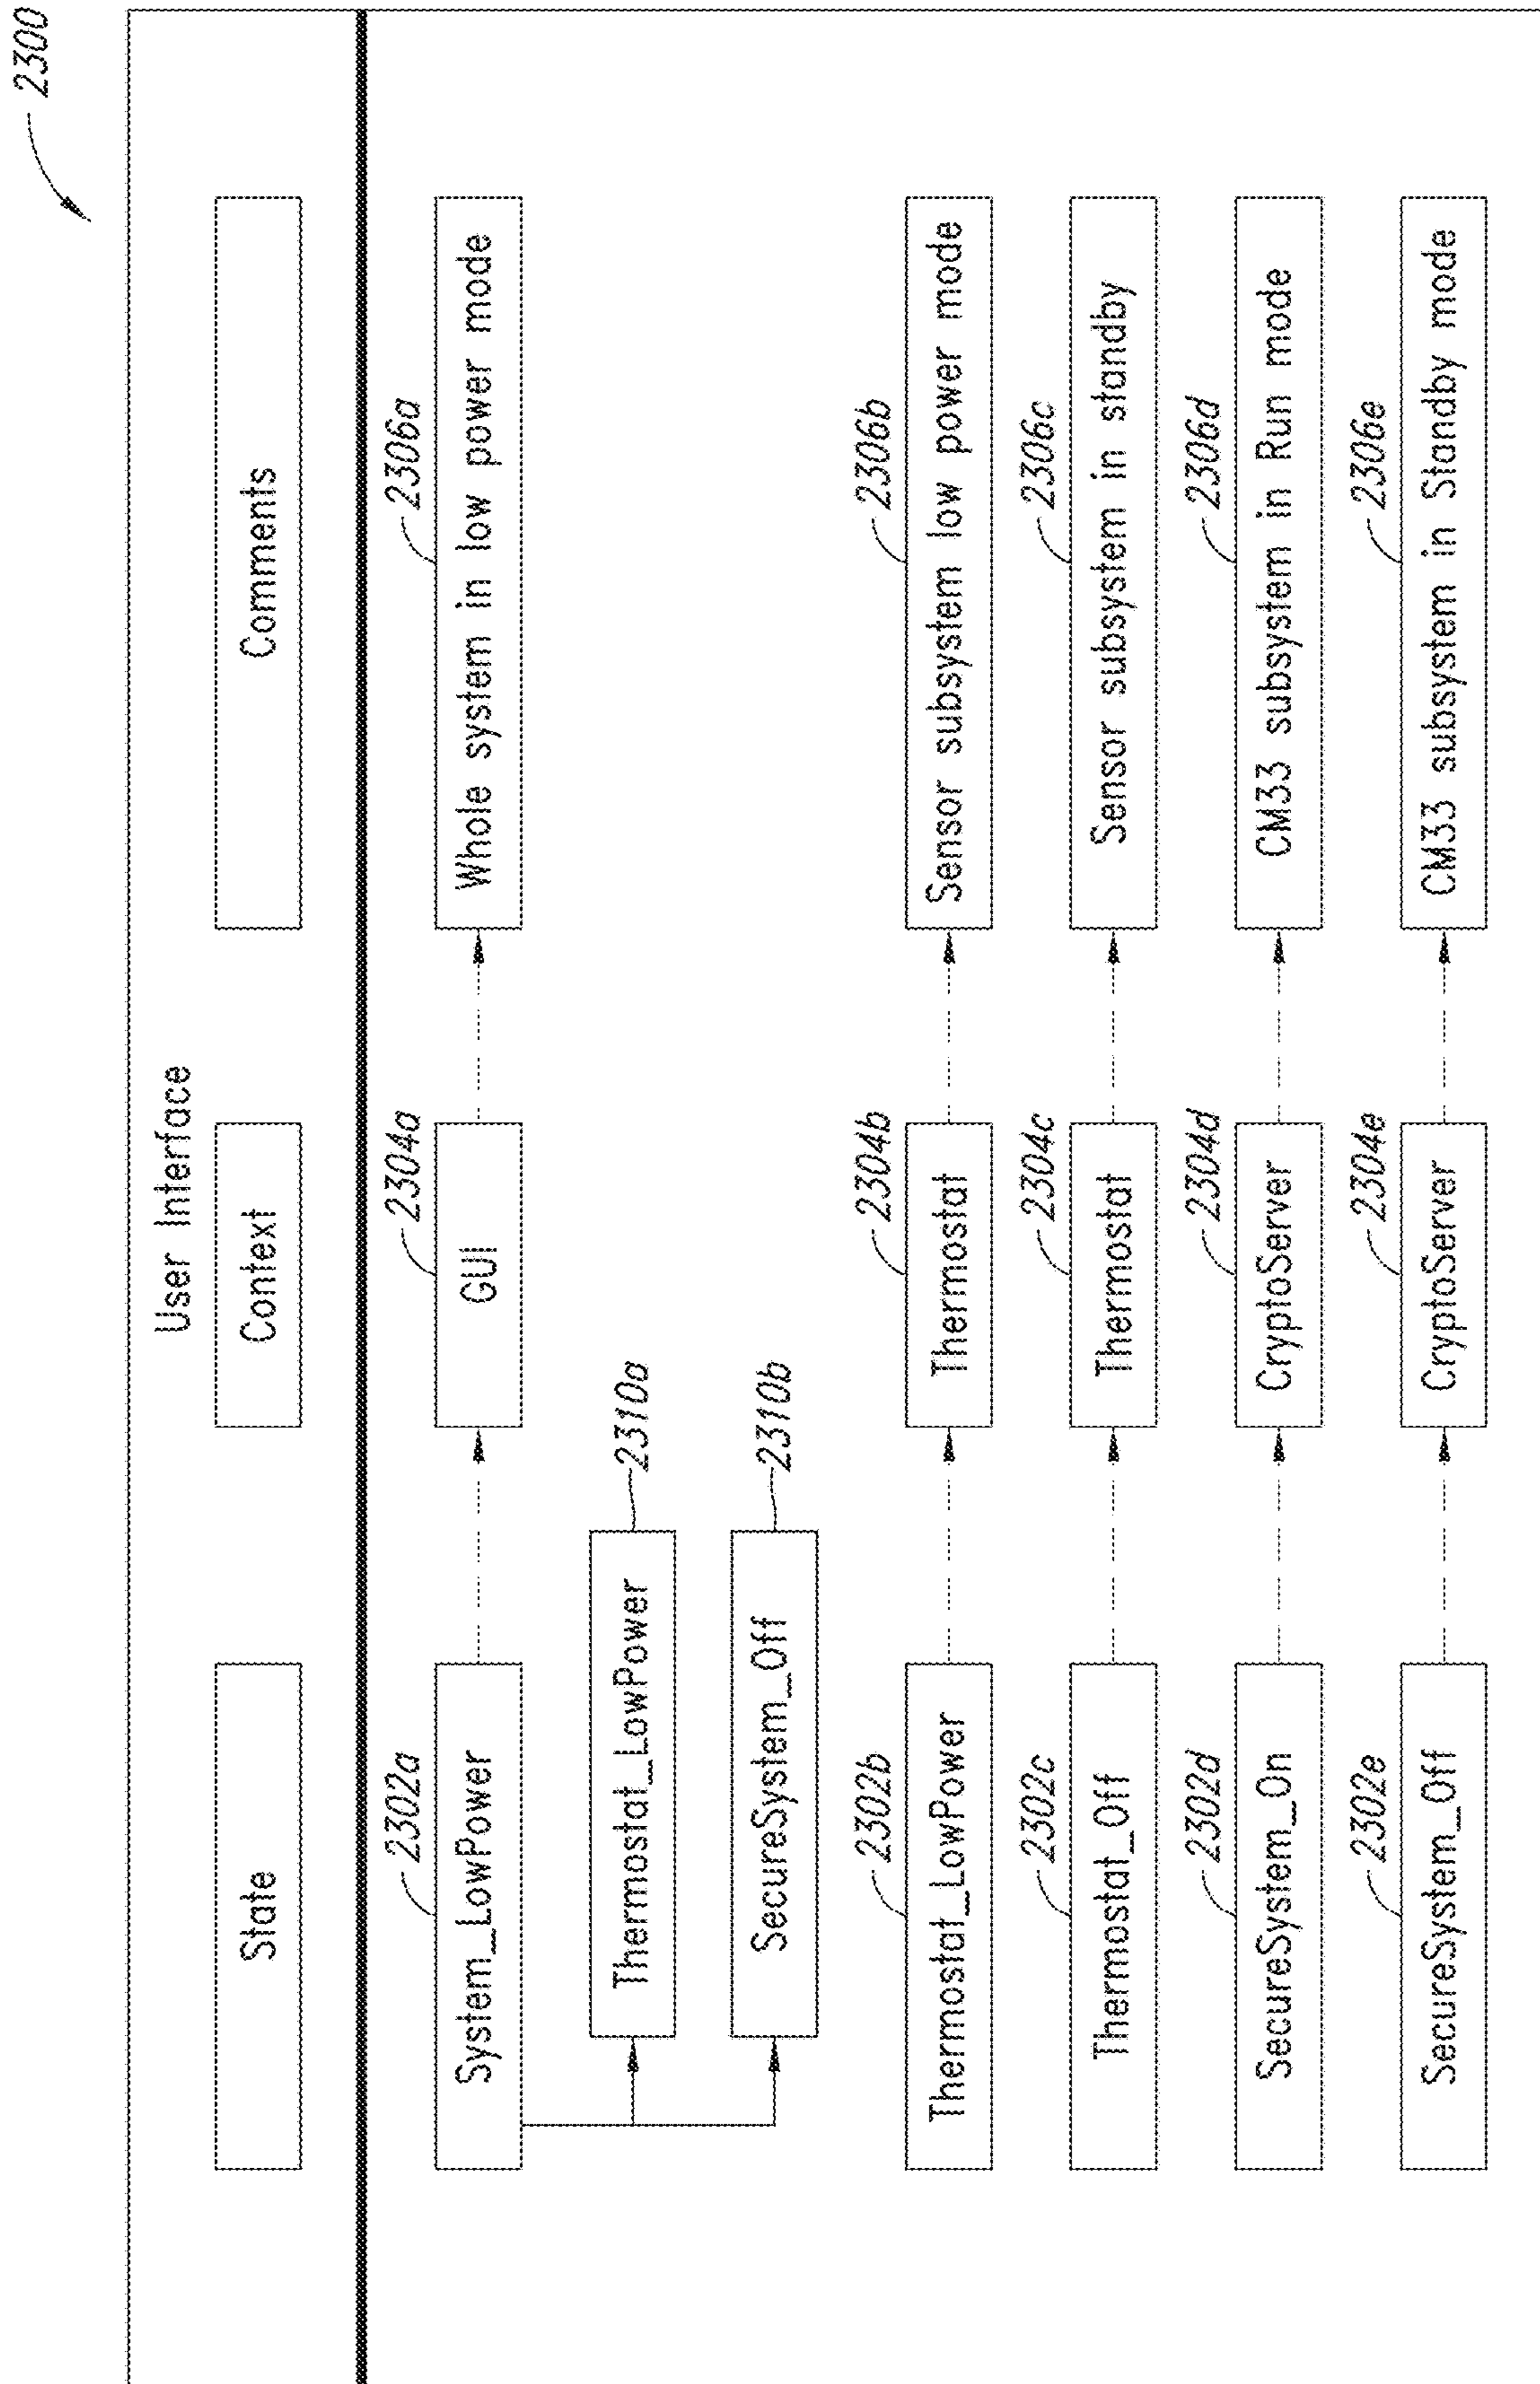 2300
User Interface
State
Context
Comments
2302a
2304a
2306a
System_LowPower
GUI
Whole system in low power mode
Thermostat_LowPower
2310a
SecureSystem_Off
2310b
2302b
2304b
2306b
Thermostat_LowPower
Thermostat
Sensor subsystem low power mode
2302c
2304c
2306c
Thermostat_Off
Thermostat
Sensor subsystem in standby
2302d
2304d
2306d
SecureSystem_On
CryptoServer
CM33 subsystem in Run mode
2302e
2304e
2306e
SecureSystem_Off
CryptoServer
CM33 subsystem in Standby mode